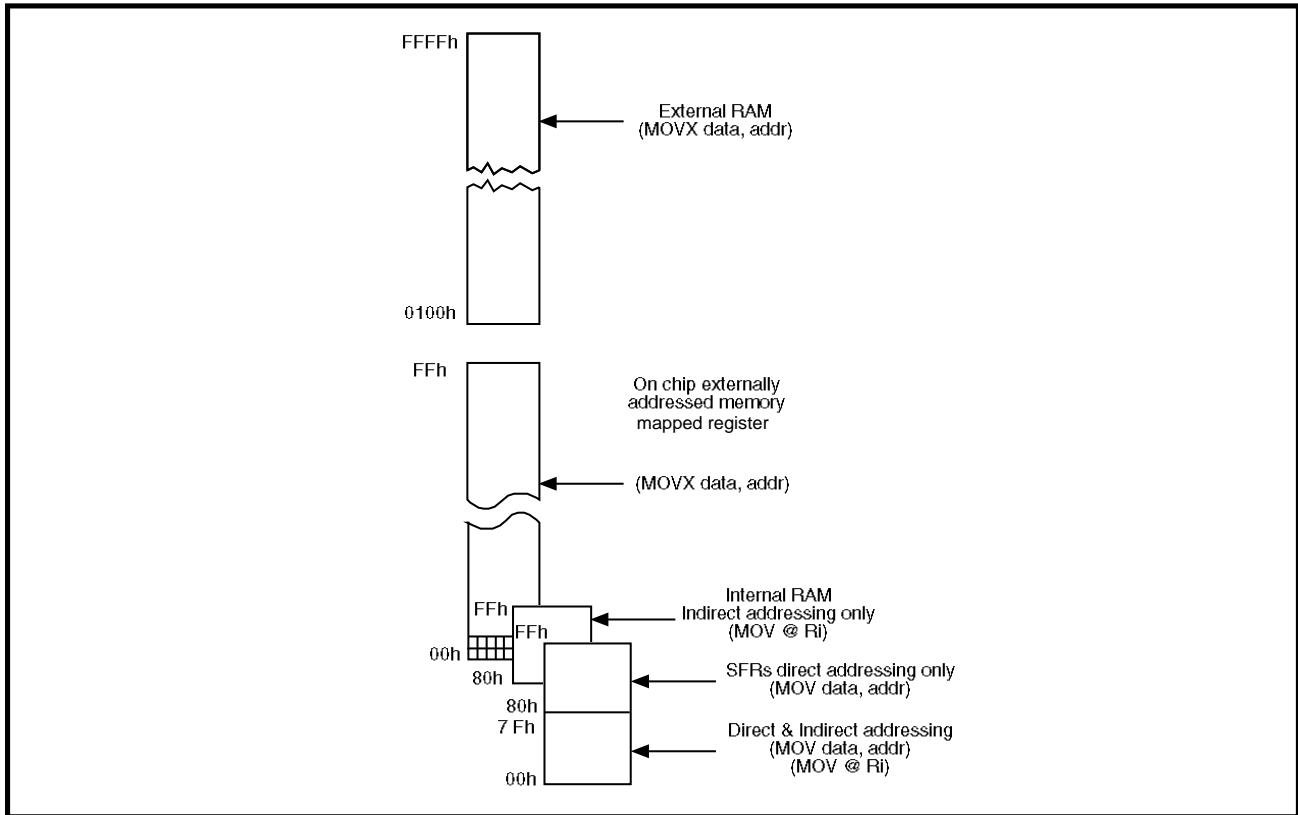 FFFFh
External RAM
(MOVX data, addr)
0100h
FFh
On chip externally
addressed memory
mapped register
(MOVX data, addr)
Internal RAM
Indirect addressing only
(MOV @ Ri)
FFh
FFh
00h
80h
SFRs direct addressing only
(MOV data, addr)
80h
7 Fh
Direct & Indirect addressing
(MOV data, addr)
(MOV @ Ri)
00h